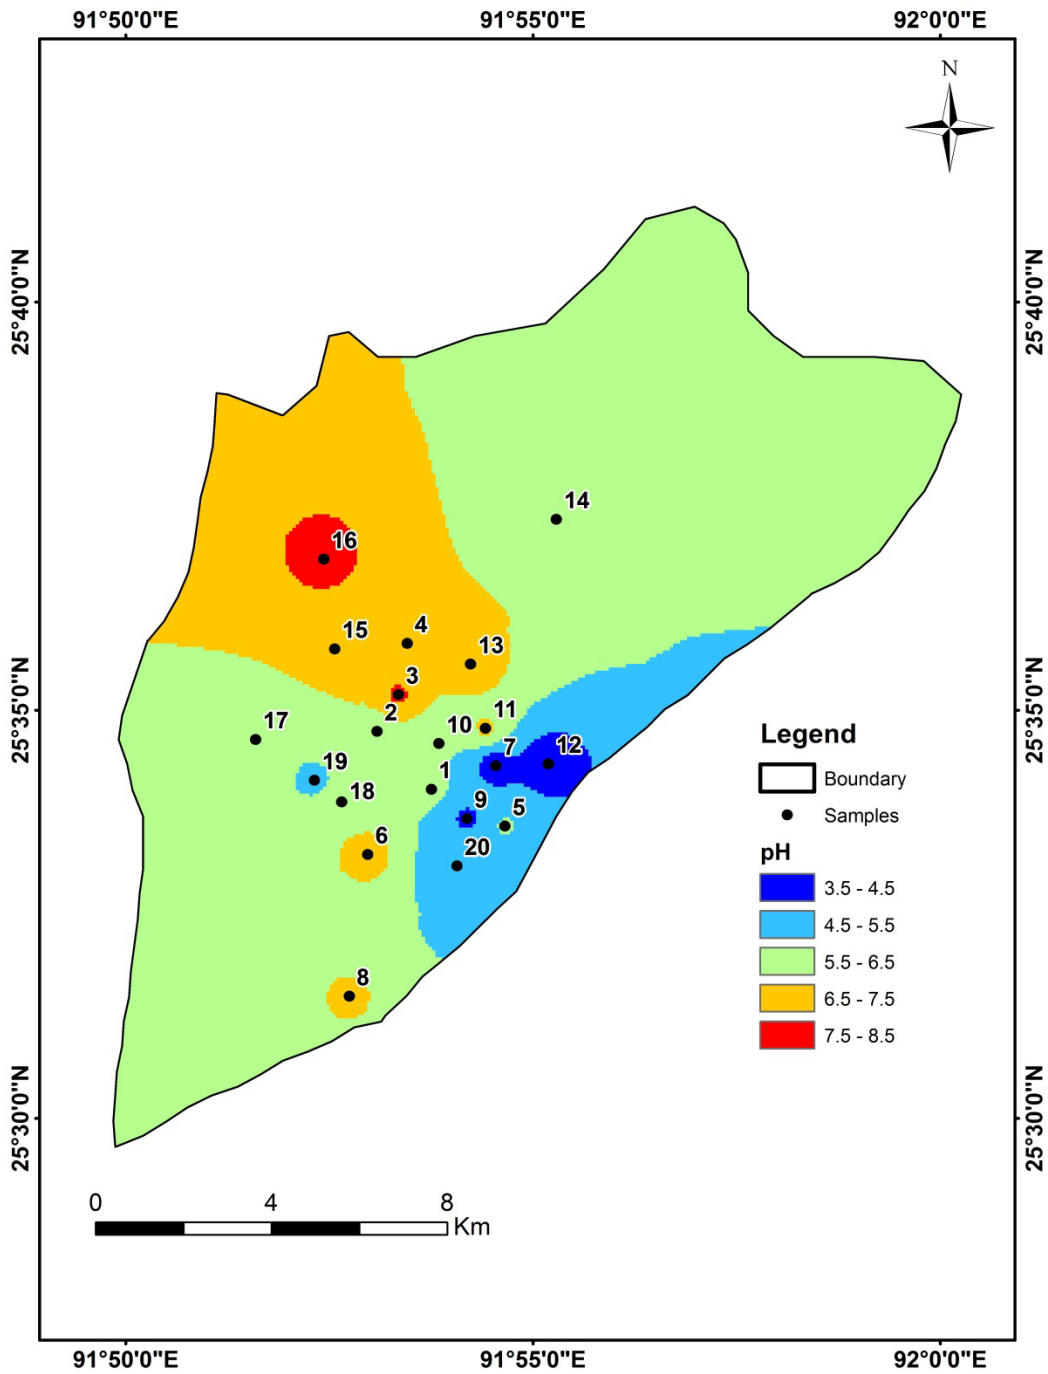 91°50'0"E 91°55'0"E 92°0'0"E
N
25°40'0"N 25°40'0"N
14
16
15 4
13
3
25°35'0"N 25°35'0"N
17 2 10 11
7 12
19 1
18 9 5
6 20
8
Legend
Boundary
Samples
pH
3.5 - 4.5
4.5 - 5.5
5.5 - 6.5
6.5 - 7.5
7.5 - 8.5
25°30'0"N 25°30'0"N
0 4 8
Km
91°50'0"E 91°55'0"E 92°0'0"E